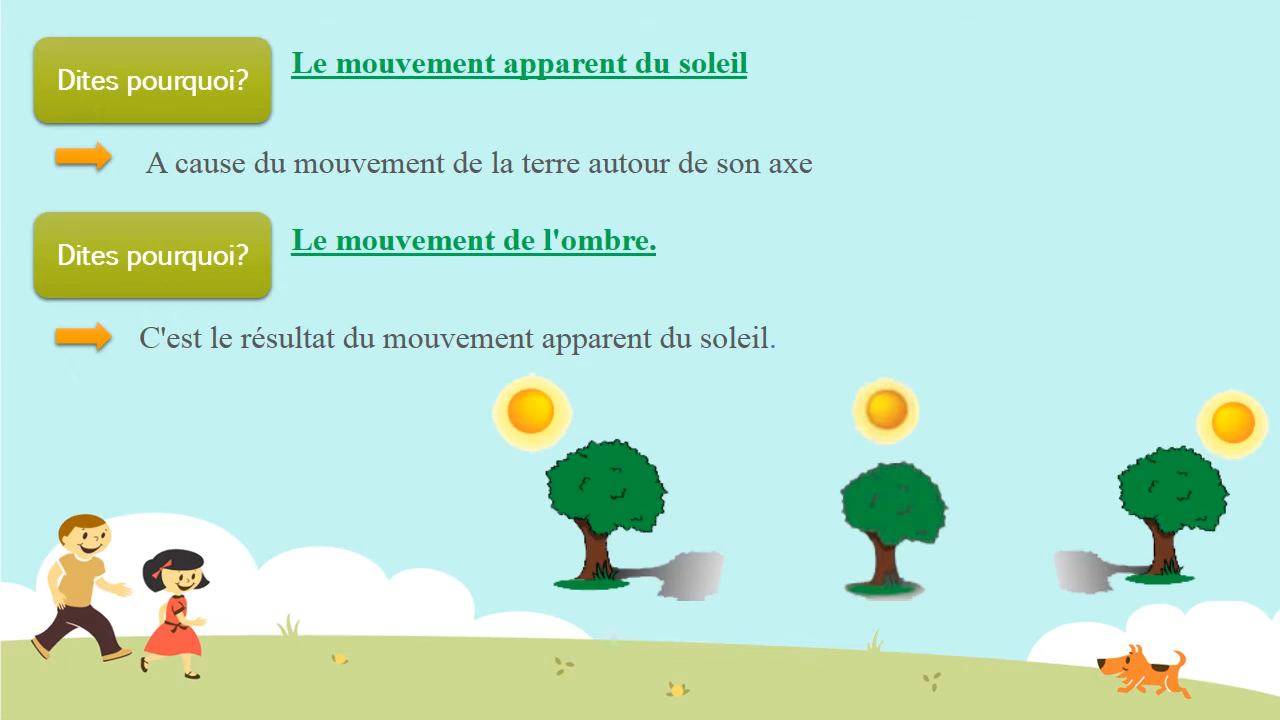 Dites pourquoi?
Le mouvement apparent du soleil
A cause du mouvement de la terre autour de son axe
Dites pourquoi?
Le mouvement de l'ombre.
C'est le résultat du mouvement apparent du soleil.